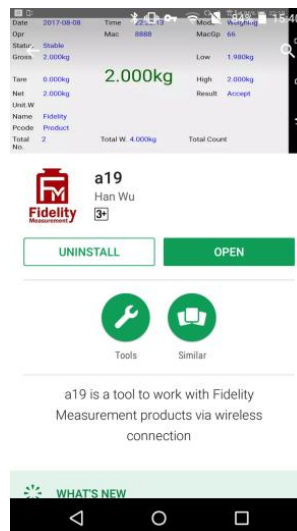 Date 2017-08-08 Time Mode Weighing
Opr Mac 8888 MacGp 66
Status Stable
Gross 2.000kg Low 1.980kg
Tare 0.000kg 2.000kg High 2.000kg
Net 2.000kg Result Accept
Unit.W
Name Fidelity
Pcode Product
Total No. 2 Total W. 4.000kg Total Count
a19
Han Wu
3+
Fidelity
Measurement
UNINSTALL
OPEN
Tools
Similar
a19 is a tool to work with Fidelity
Measurement products via wireless
connection
WHAT'S NEW